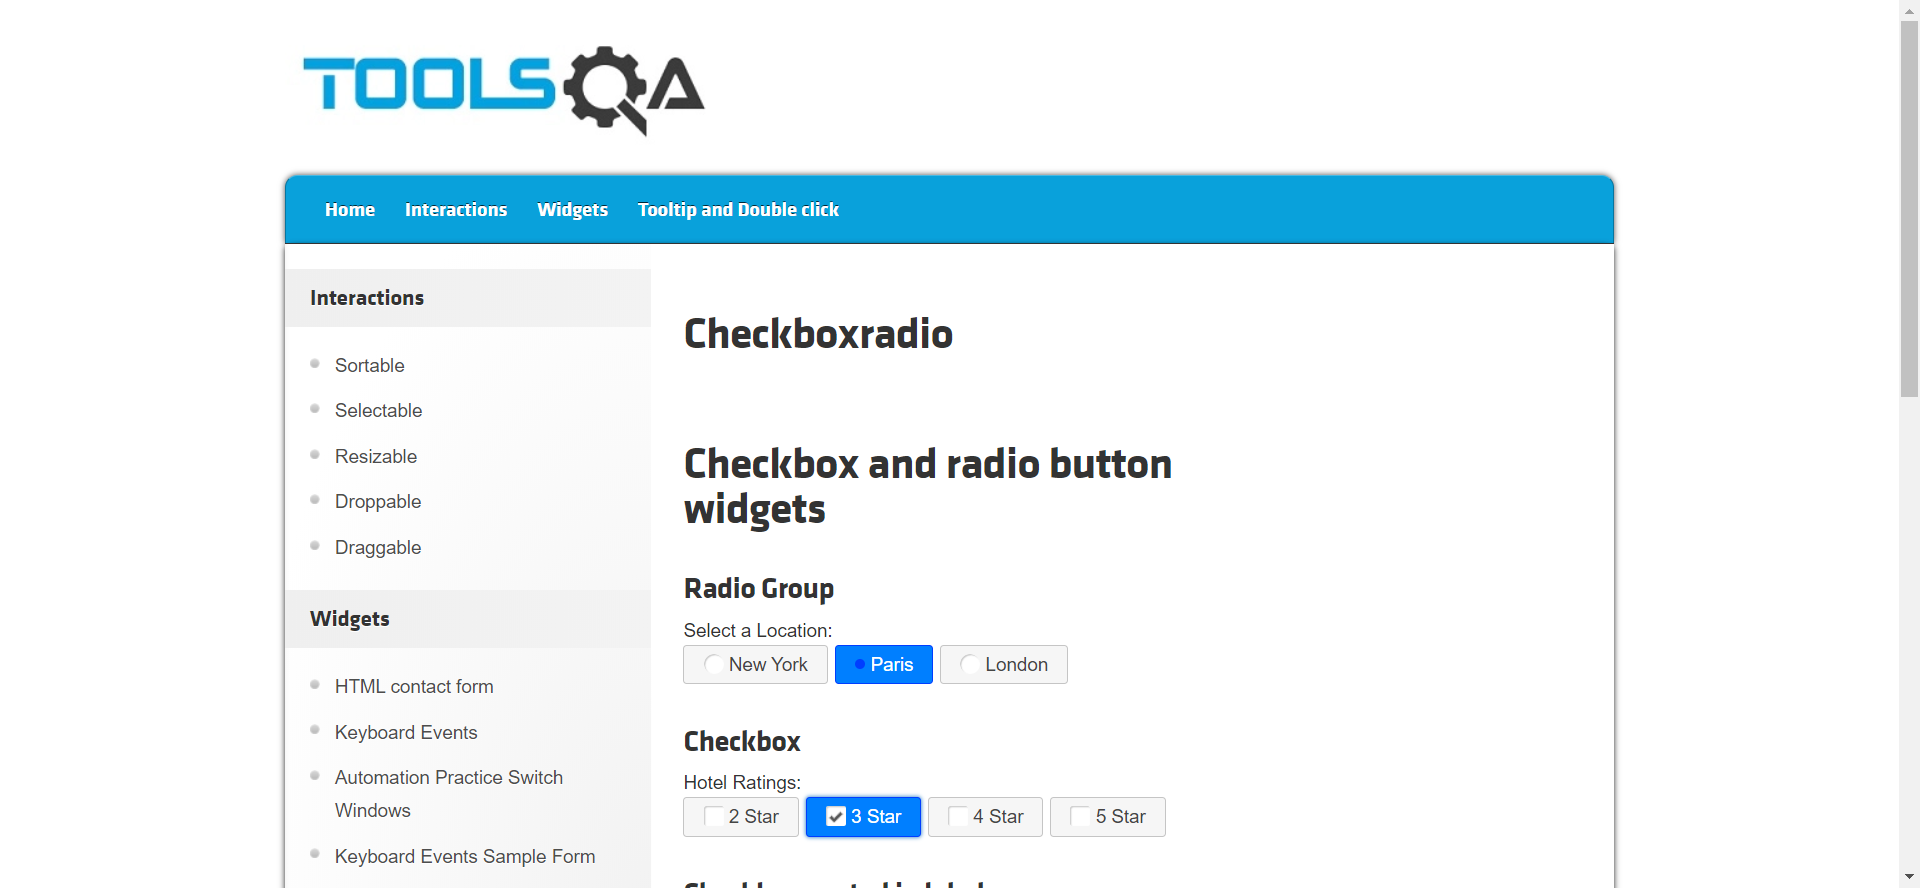 TOOLSQA
Home Interactions Widgets Tooltip and Double click
Interactions
Sortable
Selectable
Resizable
Droppable
Draggable
Widgets
HTML contact form
Keyboard Events
Automation Practice Switch
Windows
Keyboard Events Sample Form
Checkboxradio
Checkbox and radio button
widgets
Radio Group
Select a Location:
New York Paris London
Checkbox
Hotel Ratings:
2 Star 3 Star 4 Star 5 Star